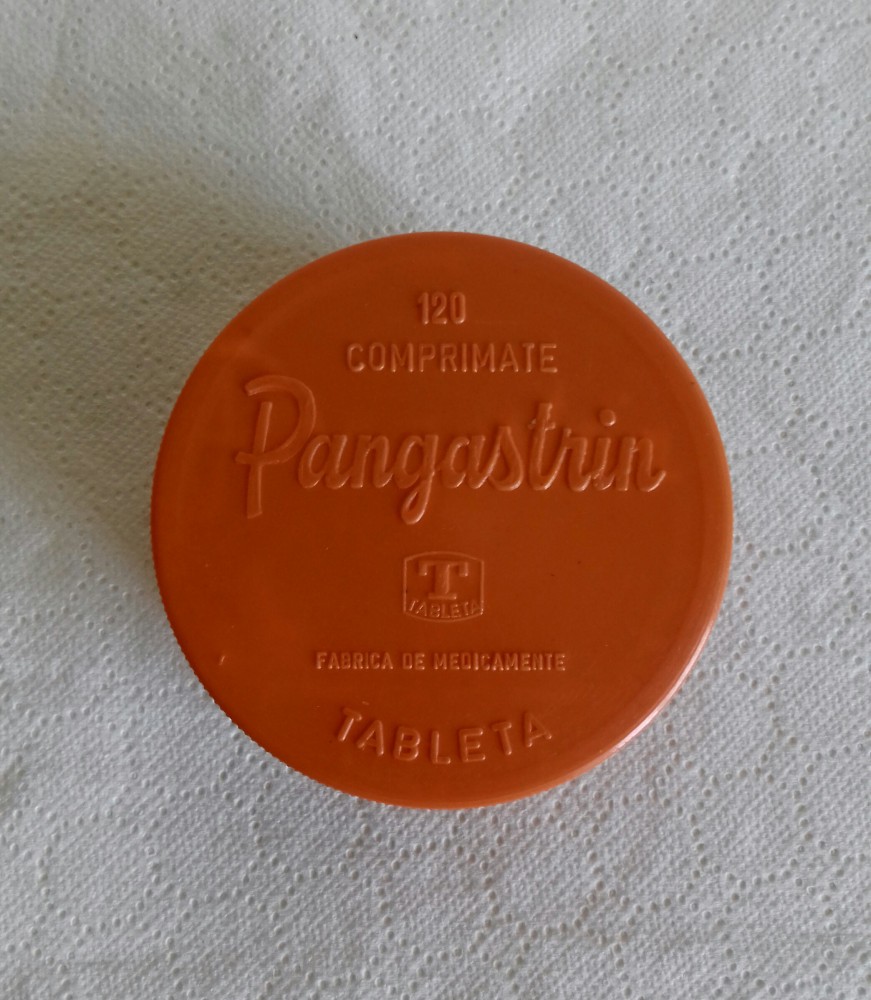 120
COMPRIMATE
Pangastrin
T
TABLETA
FABRICA DE MEDICAMENTE
TABLETA